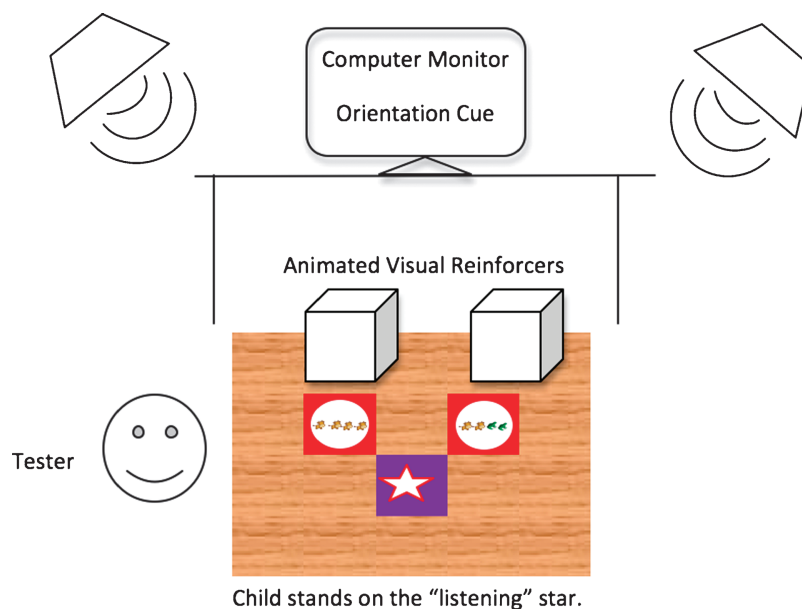 Computer Monitor
Orientation Cue
Animated Visual Reinforcers
Tester
Child stands on the “listening” star.